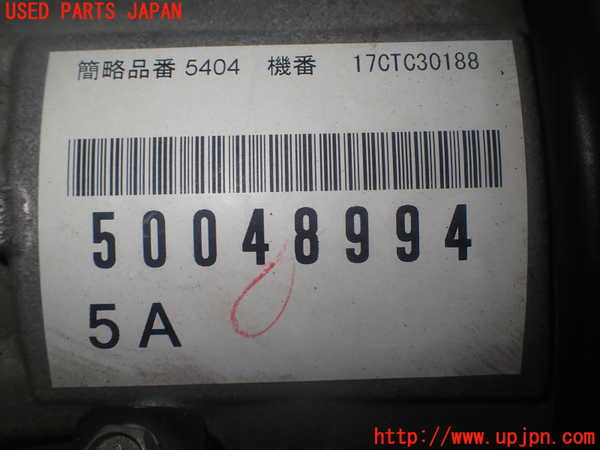 USED PARTS JAPAN
簡略品番 5404 機番 17CTC30188
50048994
5A
http://www.upjpn.com/